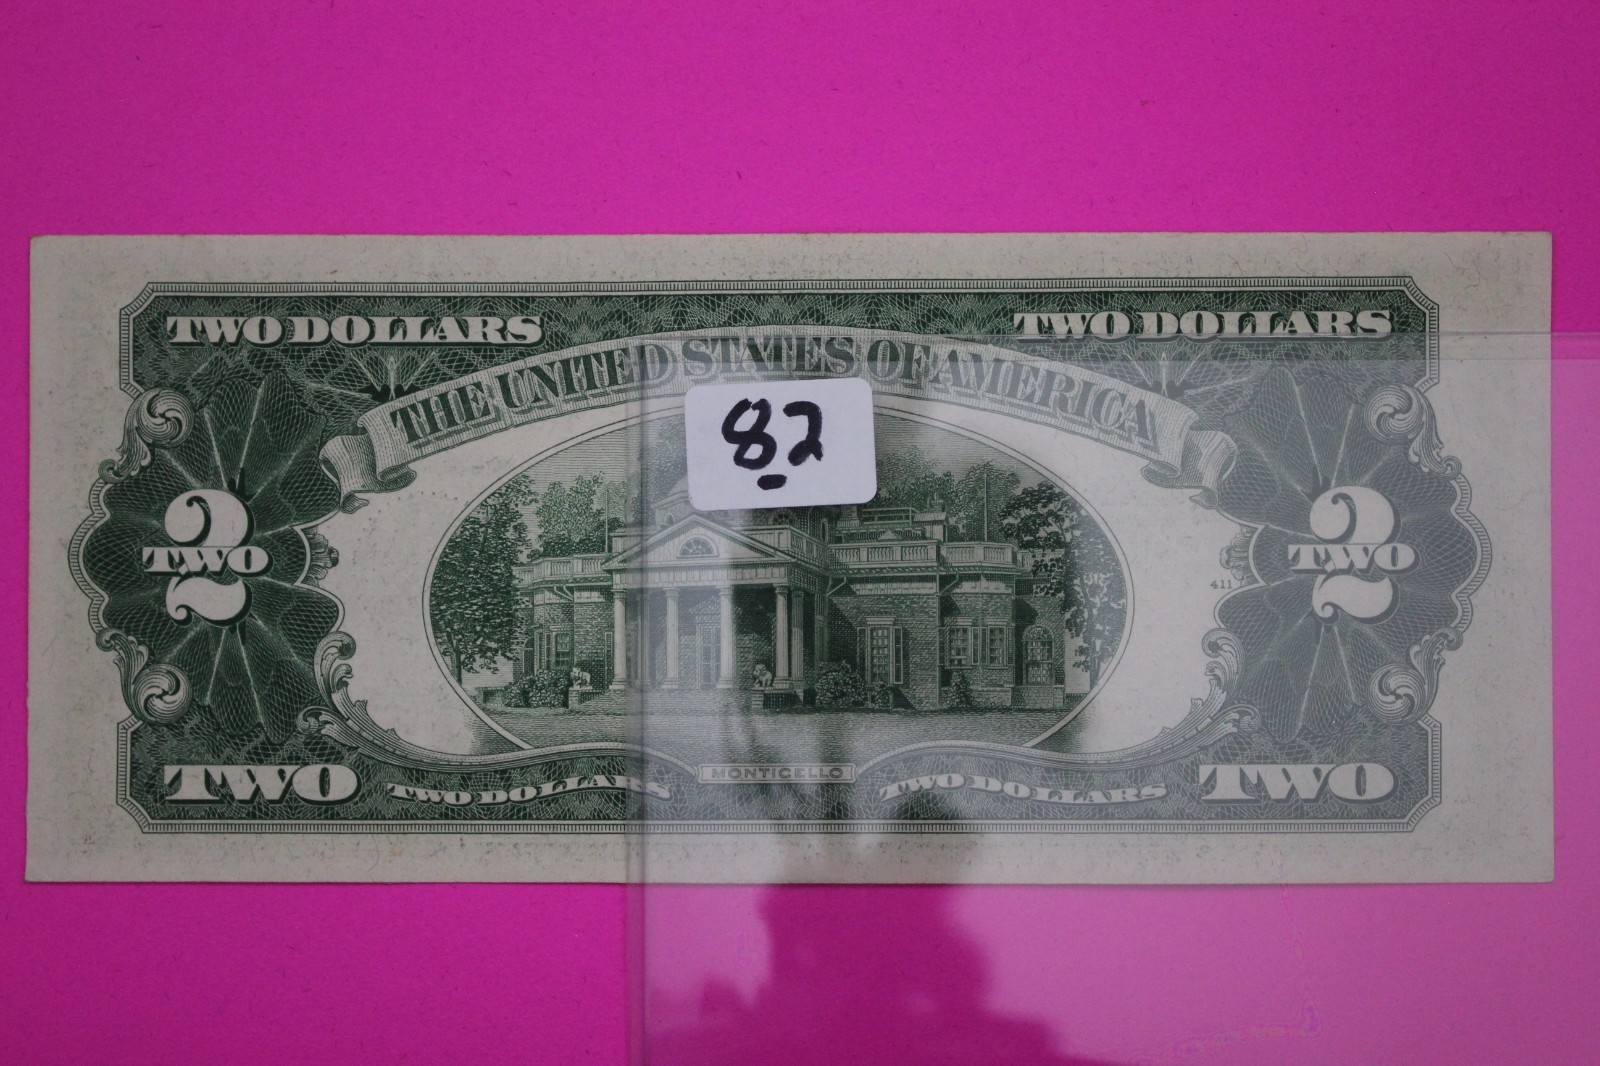 TWO DOLLARS TWO DOLLARS
THE UNITED STATES OF AMERICA
82
2 2
TWO TWO
411
MONTICELLO
TWO TWO DOLLARS TWO DOLLARS TWO